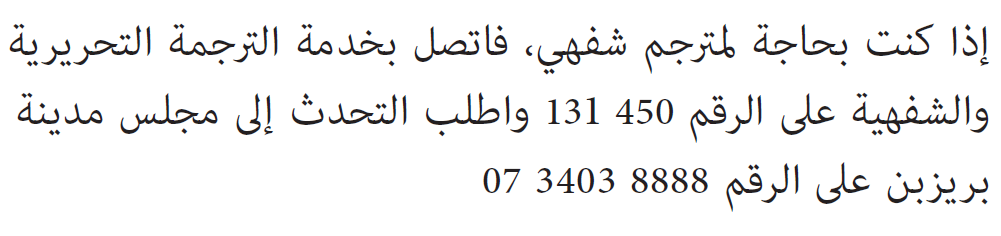 إذا كنت بحاجة لمترجم شفهي، فاتصل بخدمة الترجمة التحريرية
والشفهية على الرقم 450 131 واطلب التحدث إلى مجلس مدينة
بريزبن على الرقم 8888 3403 07